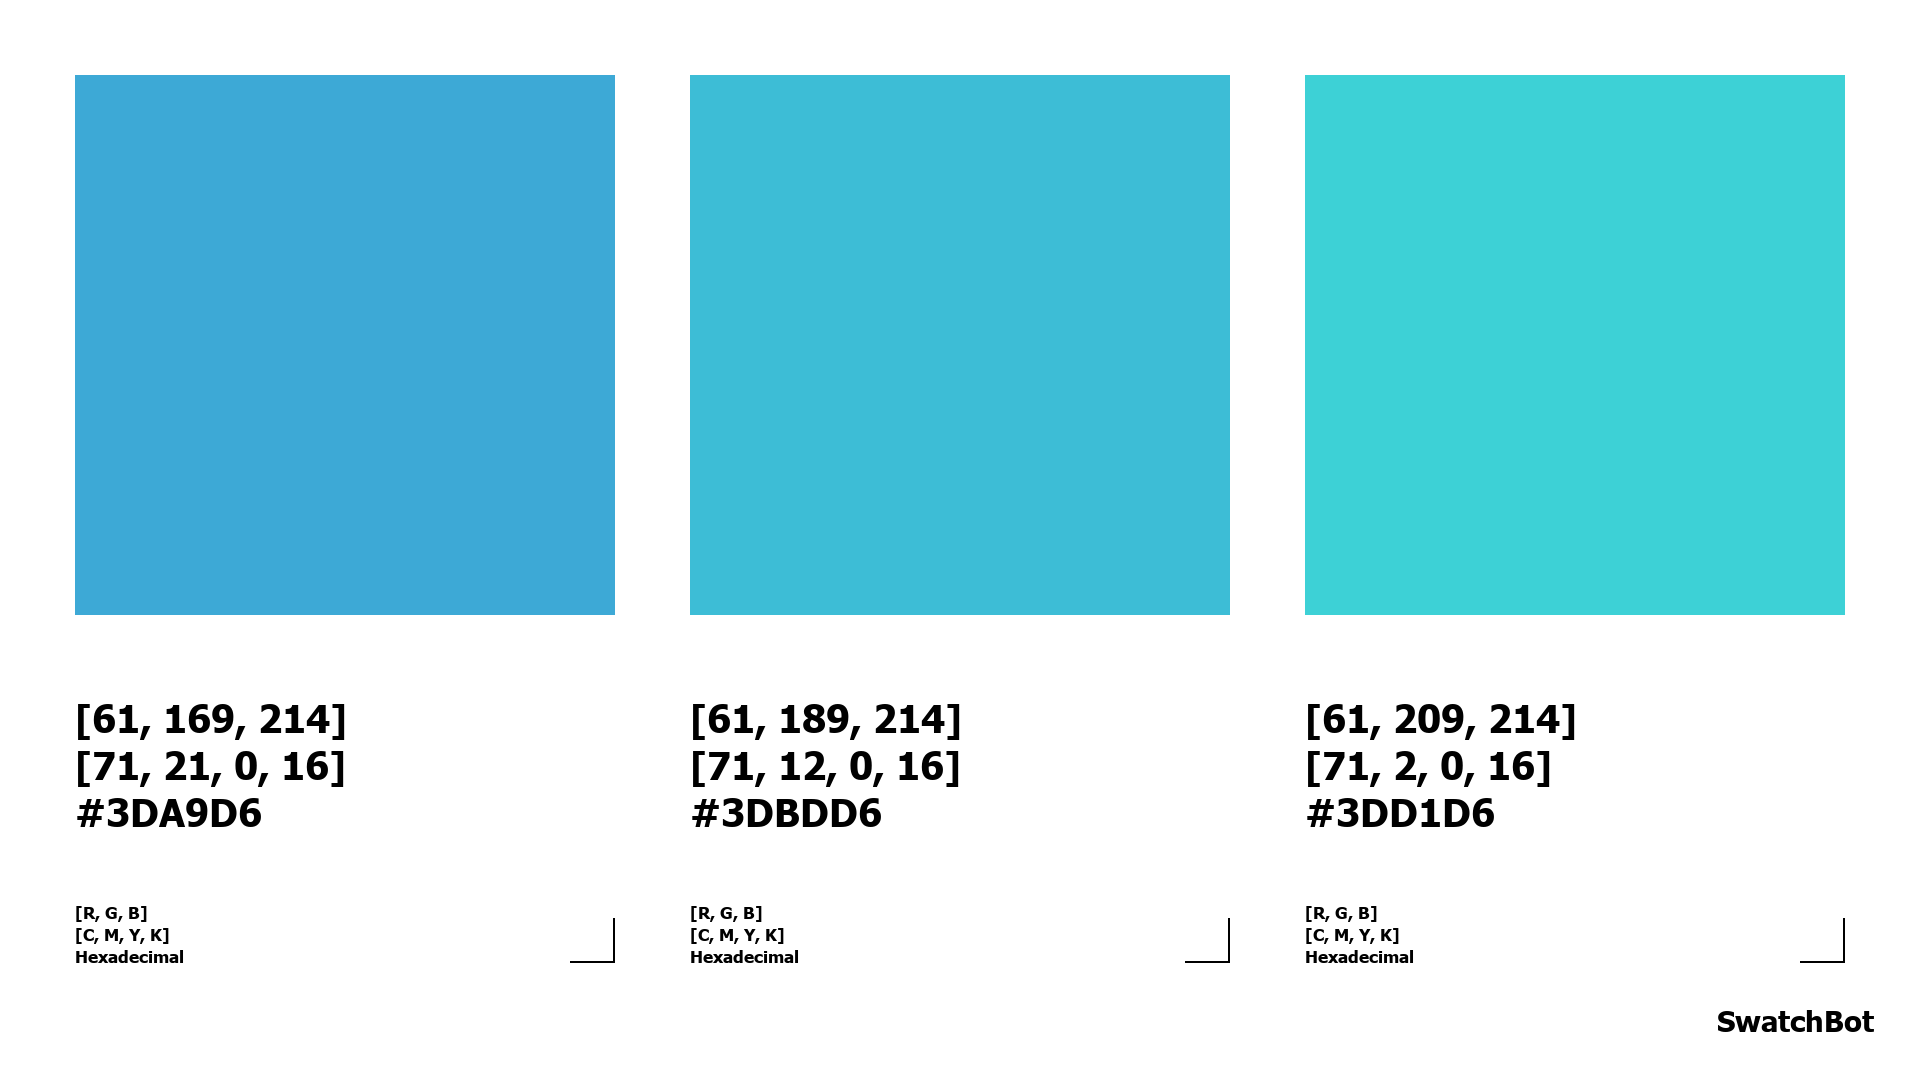 [61, 169, 214]
[71, 21, 0, 16]
#3DA9D6
[R, G, B]
[C, M, Y, K]
Hexadecimal
[61, 189, 214]
[71, 12, 0, 16]
#3DBDD6
[R, G, B]
[C, M, Y, K]
Hexadecimal
[61, 209, 214]
[71, 2, 0, 16]
#3DD1D6
[R, G, B]
[C, M, Y, K]
Hexadecimal
SwatchBot